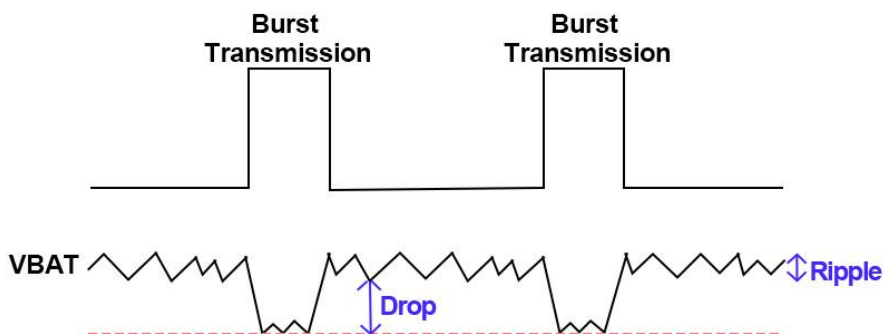 Burst
Transmission
Burst
Transmission
VBAT
Ripple
Drop